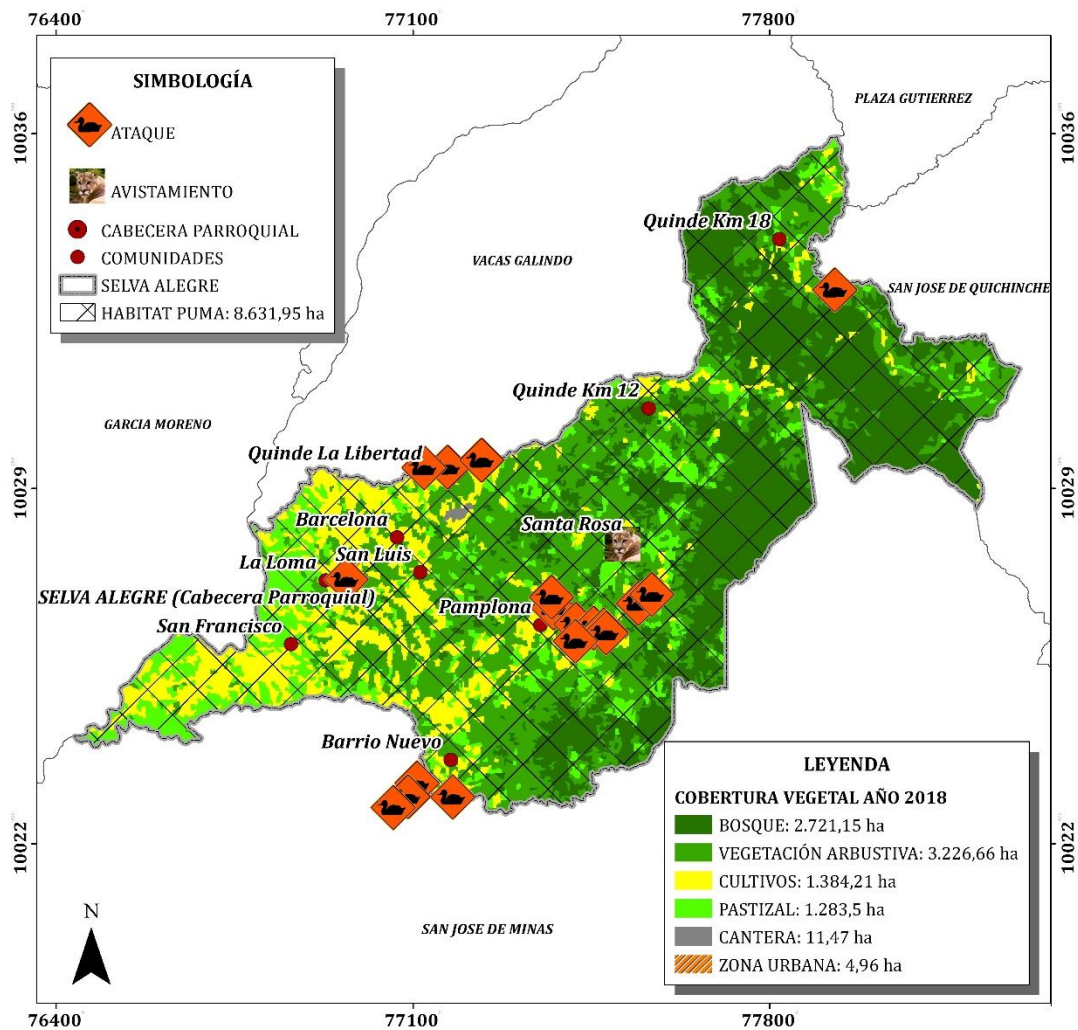 76400 77100 77800
SIMBOLOGÍA
ATAQUE
AVISTAMIENTO
CABECERA PARROQUIAL
COMUNIDADES
SELVA ALEGRE
HABITAT PUMA: 8.631,95 ha
PLAZA GUTIERREZ
10036 10036
Quinde Km 18
VACAS GALINDO
SAN JOSE DE QUICHINCHE
Quinde Km 12
GARCIA MORENO
Quinde La Libertad
10029 10029
Barcelona
Santa Rosa
San Luis
La Loma
SELVA ALEGRE (Cabecera Parroquial)
Pamplona
San Francisco
Barrio Nuevo
LEYENDA
COBERTURA VEGETAL AÑO 2018
BOSQUE: 2.721,15 ha
VEGETACIÓN ARBUSTIVA: 3.226,66 ha
CULTIVOS: 1.384,21 ha
PASTIZAL: 1.283,5 ha
CANTERA: 11,47 ha
ZONA URBANA: 4,96 ha
10022 10022
N
SAN JOSE DE MINAS
76400 77100 77800